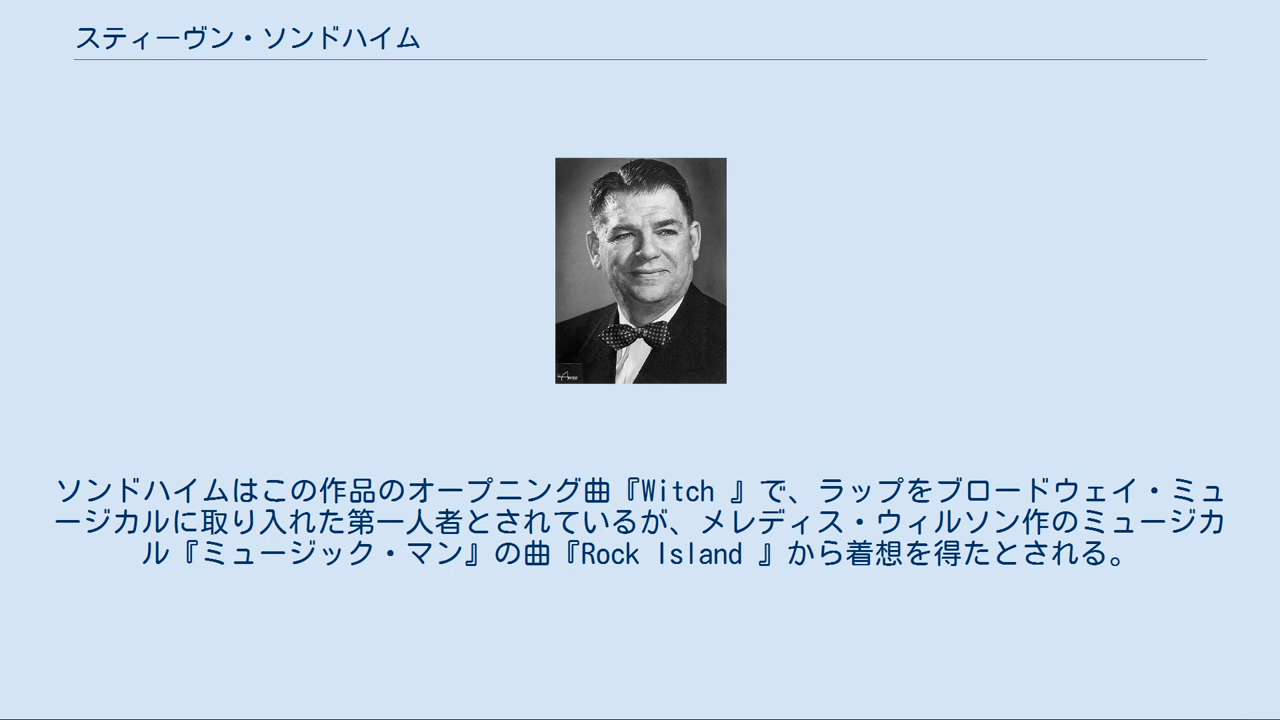 スティーヴン・ソンドハイム
ソンドハイムはこの作品のオープニング曲『Witch 』で、ラップをブロードウェイ・ミュ
ージカルに取り入れた第一人者とされているが、メレディス・ウィルソン作のミュージカ
ル『ミュージック・マン』の曲『Rock Island 』から着想を得たとされる。